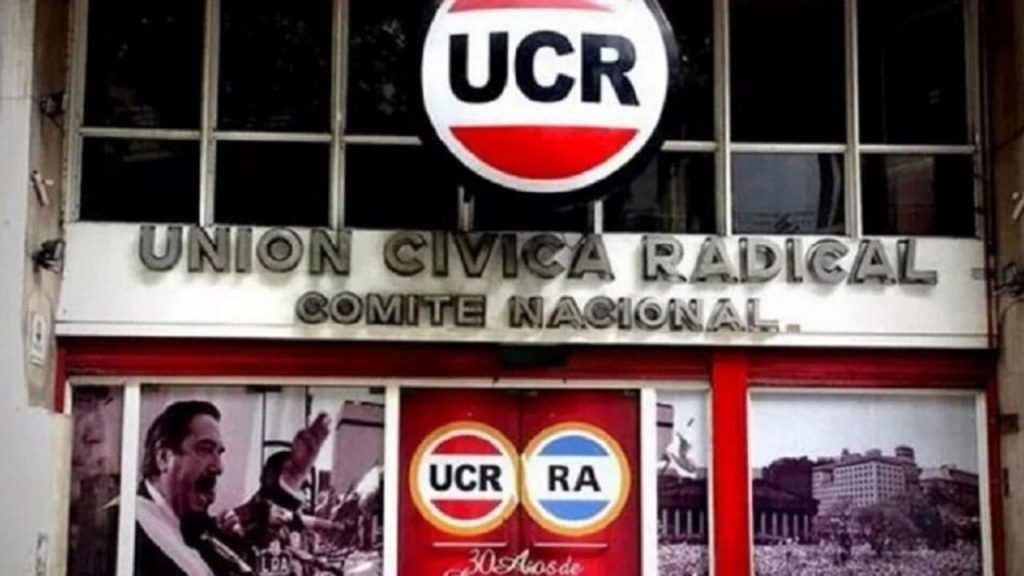 UCR
UNION CIVICA RADICAL
COMITE NACIONAL
UCR
RA
30 Años de